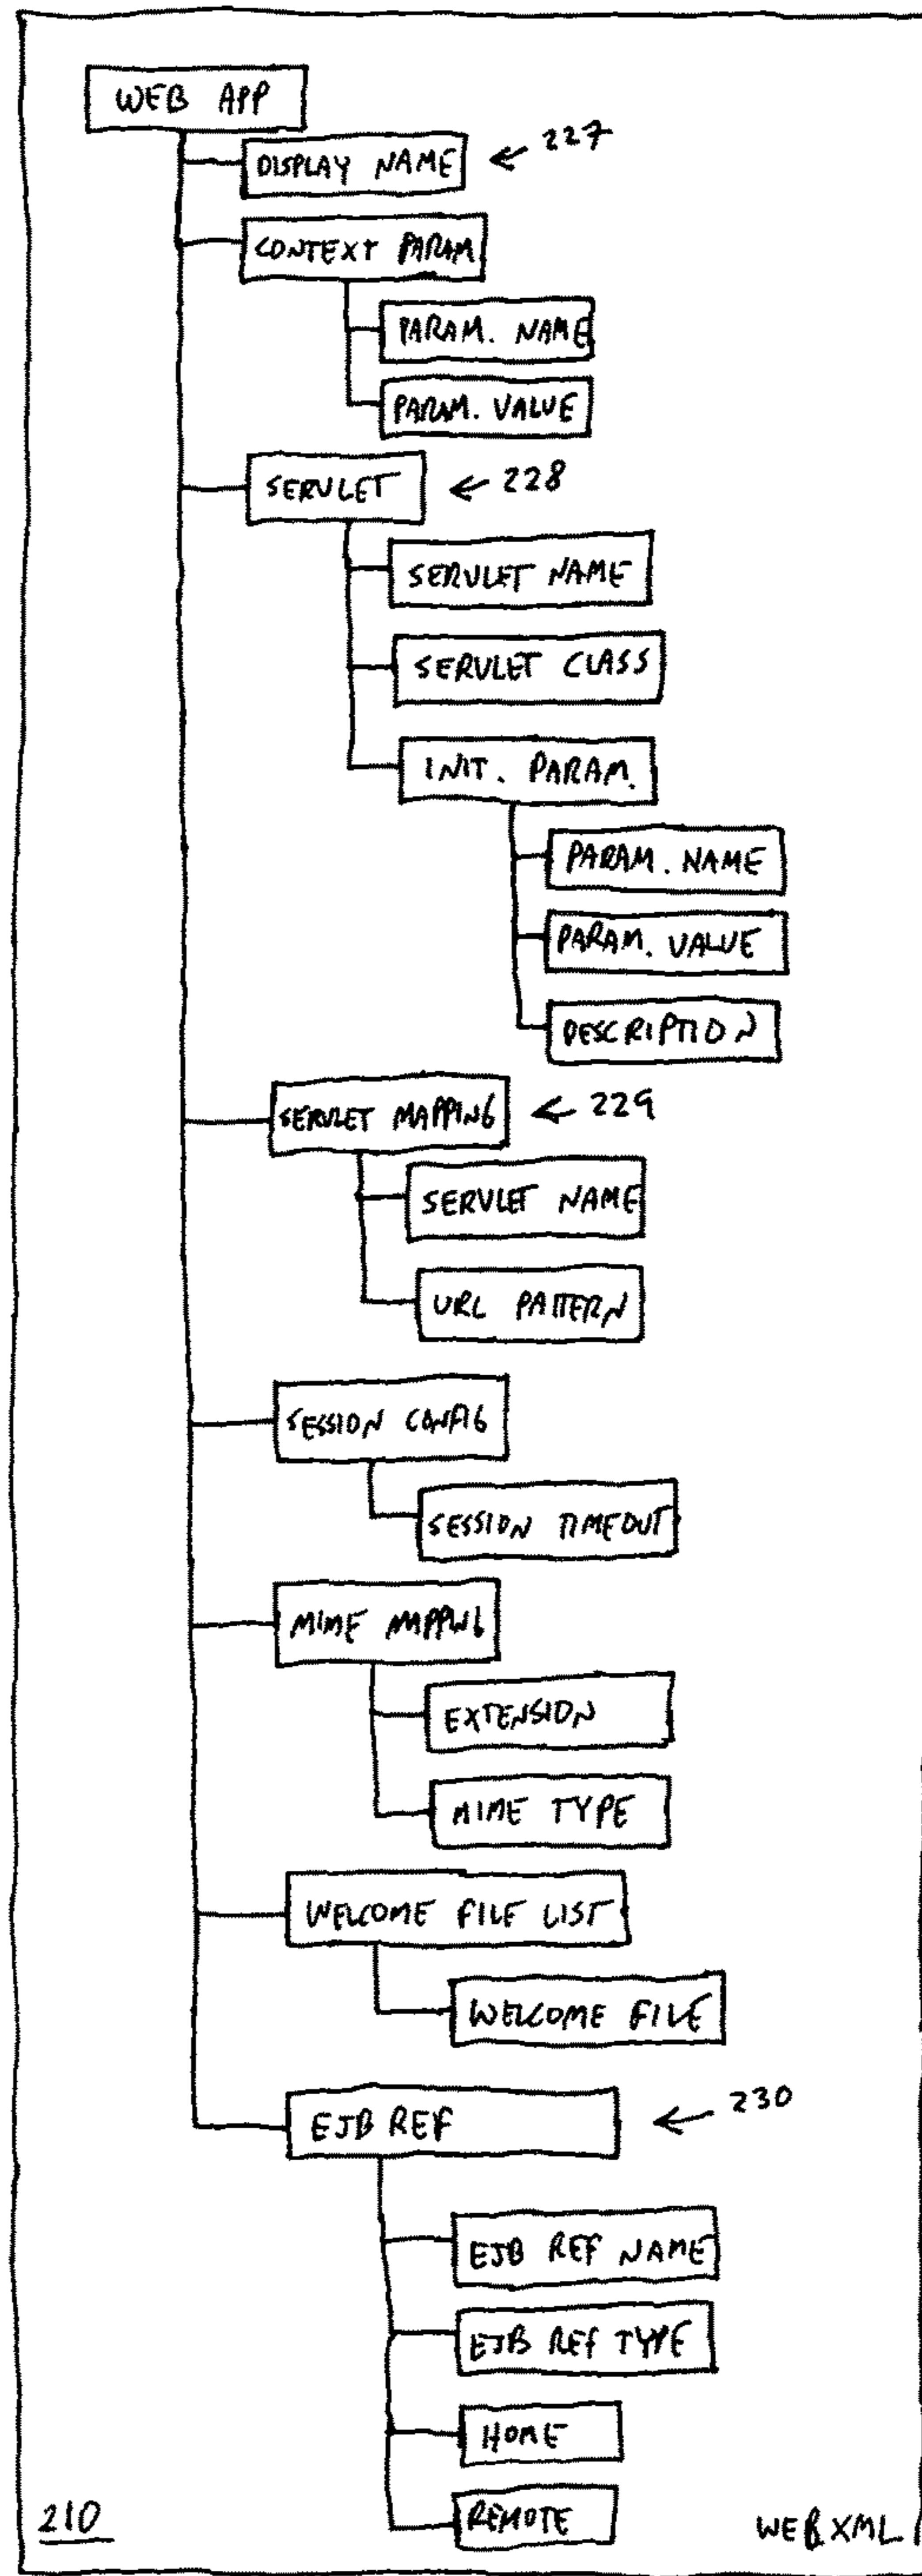 WEB APP
DISPLAY NAME ← 227
CONTEXT PARAM
PARAM. NAME
PARAM. VALUE
SERVLET ← 228
SERVLET NAME
SERVLET CLASS
INIT. PARAM.
PARAM. NAME
PARAM. VALUE
DESCRIPTION
SERVLET MAPPING ← 229
SERVLET NAME
URL PATTERN
SESSION CONFIG
SESSION TIMEOUT
MIME MAPPING
EXTENSION
MIME TYPE
WELCOME FILE LIST
WELCOME FILE
EJB REF ← 230
EJB REF NAME
EJB REF TYPE
HOME
REMOTE
210
WEB.XML